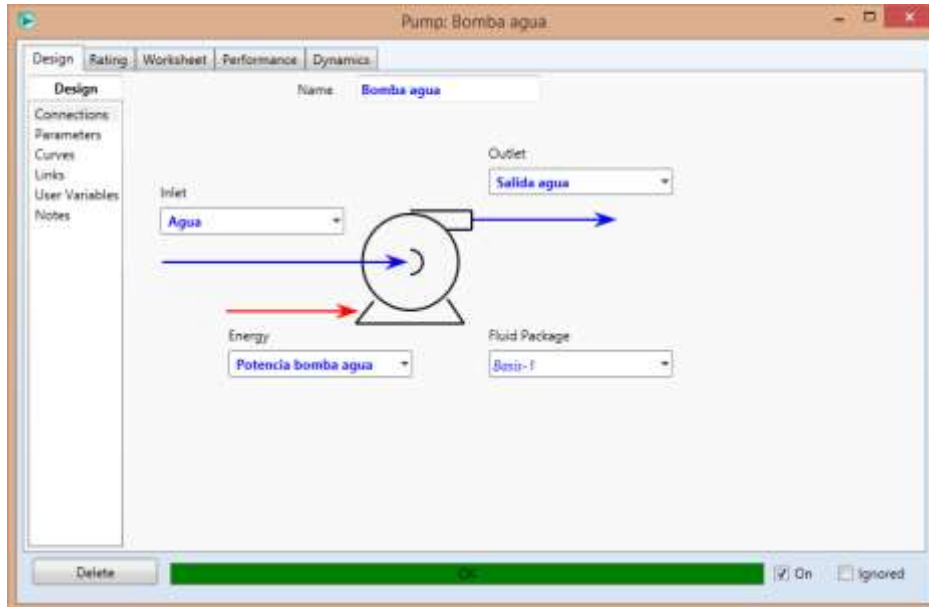 Pump: Bomba agua
Design Rating Worksheet Performance Dynamics
Design
Connections
Parameters
Curves
Links
User Variables
Notes
Name Bomba agua
Outlet
Salida agua
Inlet
Agua
Energy
Potencia bomba agua
Fluid Package
Basis-1
Delete
OK
On
Ignored